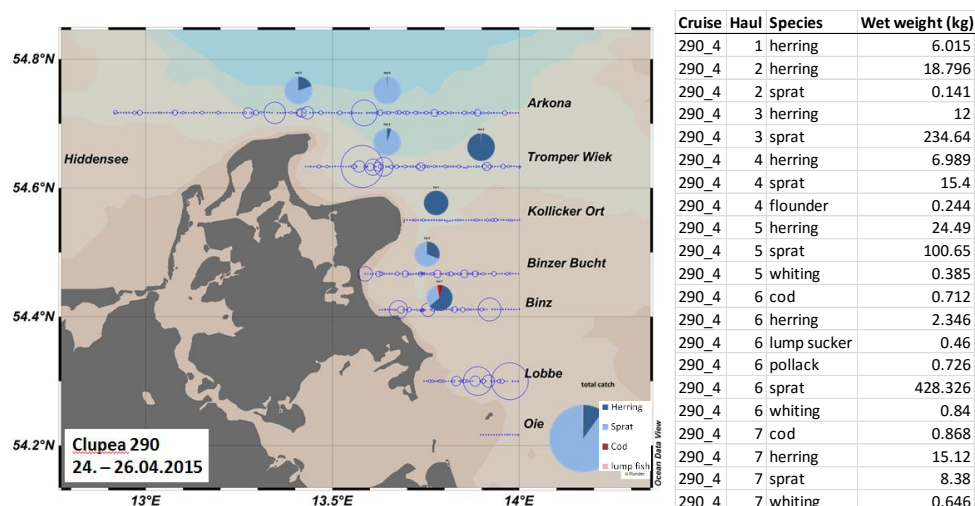 54.8°N
54.6°N
54.4°N
54.2°N
13°E
13.5°E
14°E
Hiddensee
Arkona
Tromper Wiek
Kollicker Ort
Binzer Bucht
Binz
Lobbe
Oie
total catch
Herring
Sprat
Cod
lump fish
Ocean Data View
Clupea 290
24. – 26.04.2015
Cruise Haul Species Wet weight (kg)
290_4 1 herring 6.015
290_4 2 herring 18.796
290_4 2 sprat 0.141
290_4 3 herring 12
290_4 3 sprat 234.64
290_4 4 herring 6.989
290_4 4 sprat 15.4
290_4 4 flounder 0.244
290_4 5 herring 24.49
290_4 5 sprat 100.65
290_4 5 whiting 0.385
290_4 6 cod 0.712
290_4 6 herring 2.346
290_4 6 lump sucker 0.46
290_4 6 pollack 0.726
290_4 6 sprat 428.326
290_4 6 whiting 0.84
290_4 7 cod 0.868
290_4 7 herring 15.12
290_4 7 sprat 8.38
290_4 7 whiting 0.646